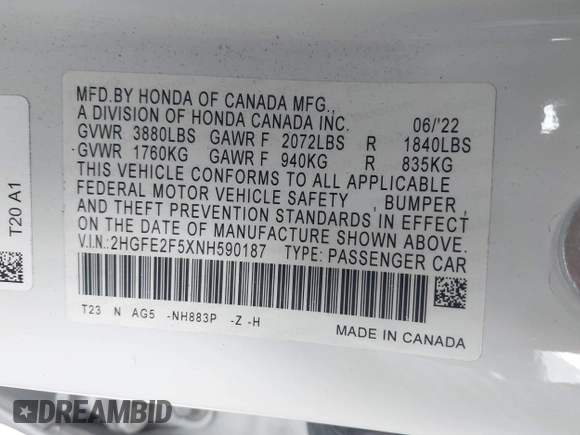 MFD.BY HONDA OF CANADA MFG.,
A DIVISION OF HONDA CANADA INC. 06/'22
GVWR 3880LBS GAWR F 2072LBS R 1840LBS
GVWR 1760KG GAWR F 940KG R 835KG
THIS VEHICLE CONFORMS TO ALL APPLICABLE
FEDERAL MOTOR VEHICLE SAFETY , BUMPER,
AND THEFT PREVENTION STANDARDS IN EFFECT
ON THE DATE OF MANUFACTURE SHOWN ABOVE.
V.I.N.:2HGFE2F5XNH590187 TYPE: PASSENGER CAR
T23 N AG5 -NH883P -Z -H
MADE IN CANADA
T20 A1
DREAMBID